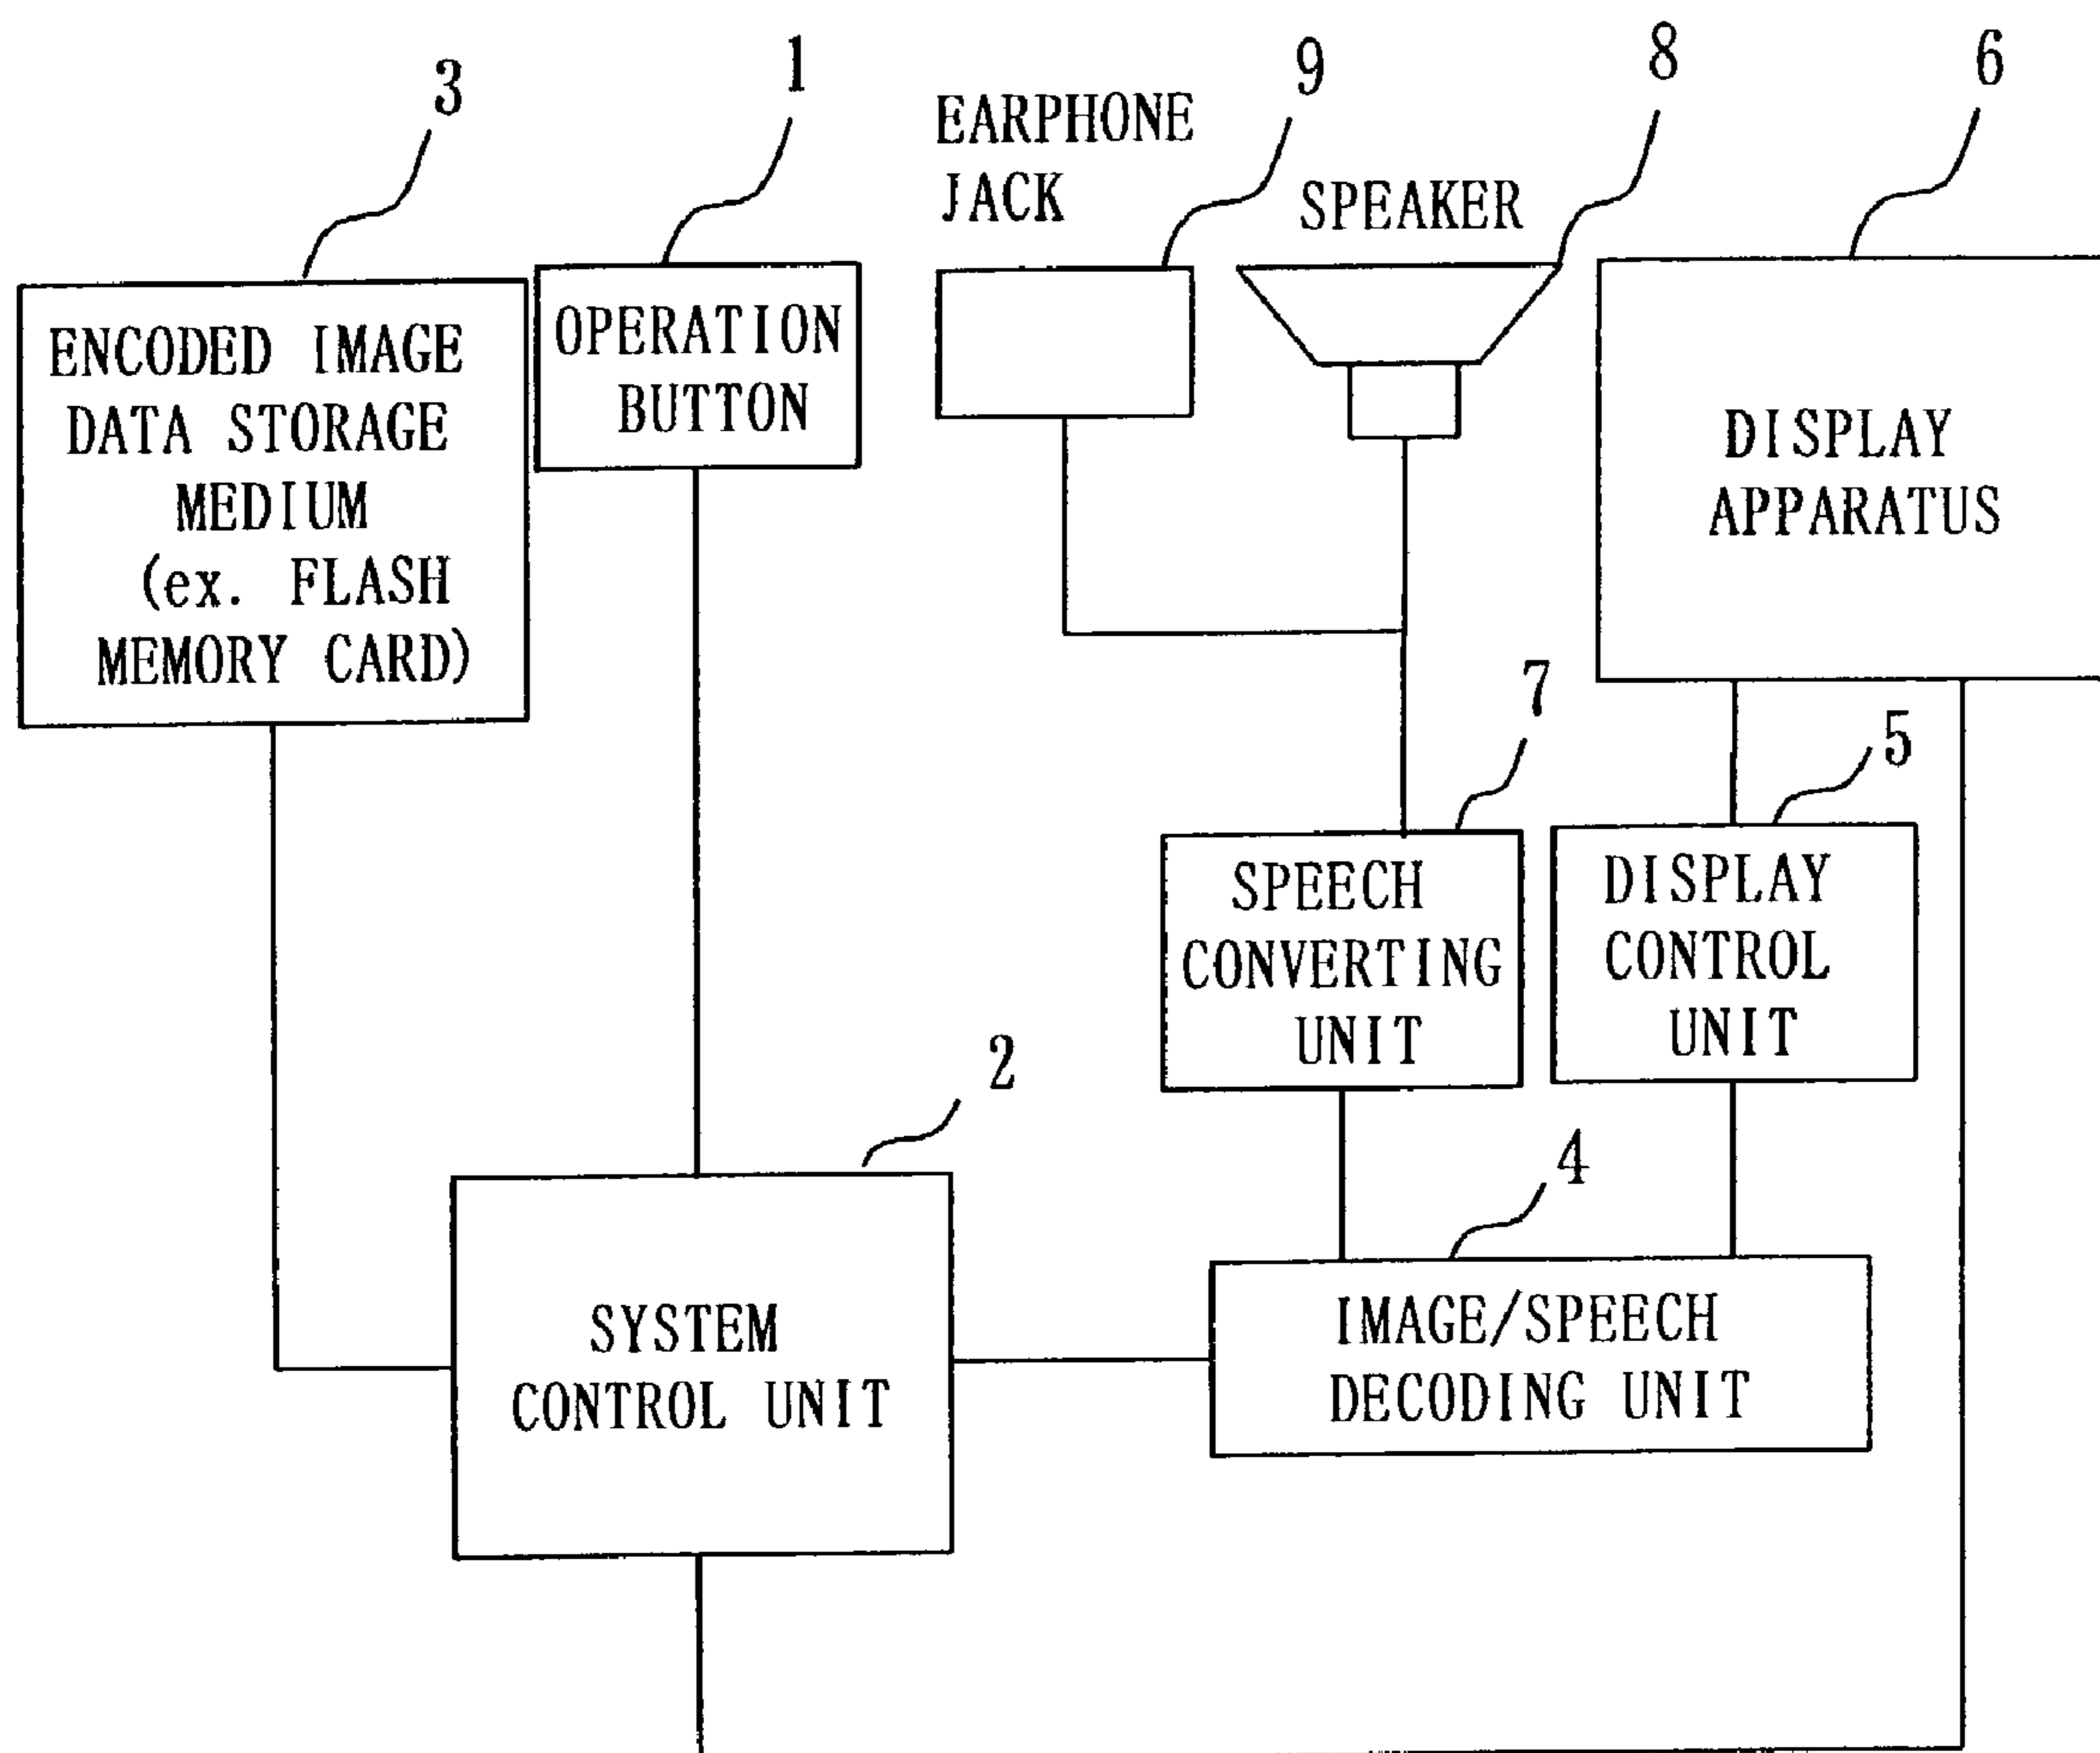 3
1
9
8
6
EARPHONE
JACK
SPEAKER
ENCODED IMAGE
DATA STORAGE
MEDIUM
(ex. FLASH
MEMORY CARD)
OPERATION
BUTTON
DISPLAY
APPARATUS
7
5
SPEECH
CONVERTING
UNIT
DISPLAY
CONTROL
UNIT
2
4
SYSTEM
CONTROL UNIT
IMAGE/SPEECH
DECODING UNIT